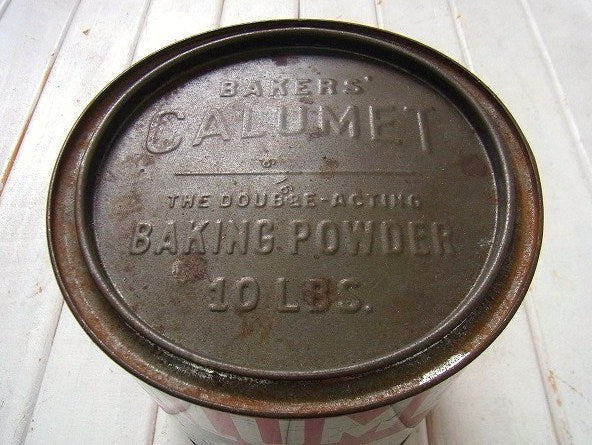 BAKERS'
CALUMET
THE DOUBLE-ACTING
BAKING POWDER
10 LBS.